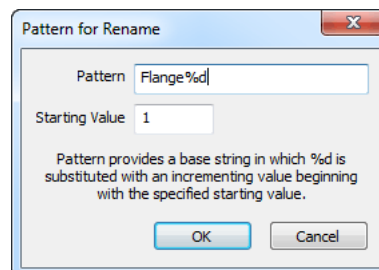 Pattern for Rename
Pattern Flange%d
Starting Value 1
Pattern provides a base string in which %d is
substituted with an incrementing value beginning
with the specified starting value.
OK Cancel